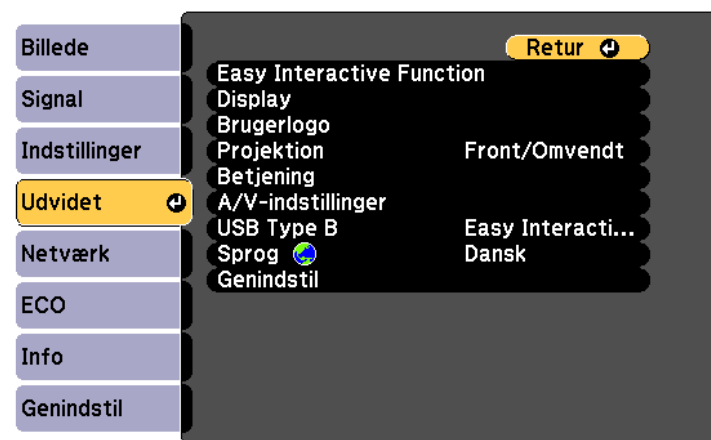 Billede
Signal
Indstillinger
Udvidet
Netværk
ECO
Info
Genindstil
Retur
Easy Interactive Function
Display
Brugerlogo
Projektion Front/Omvendt
Betjening
A/V-indstillinger
USB Type B Easy Interacti...
Sprog Dansk
Genindstil